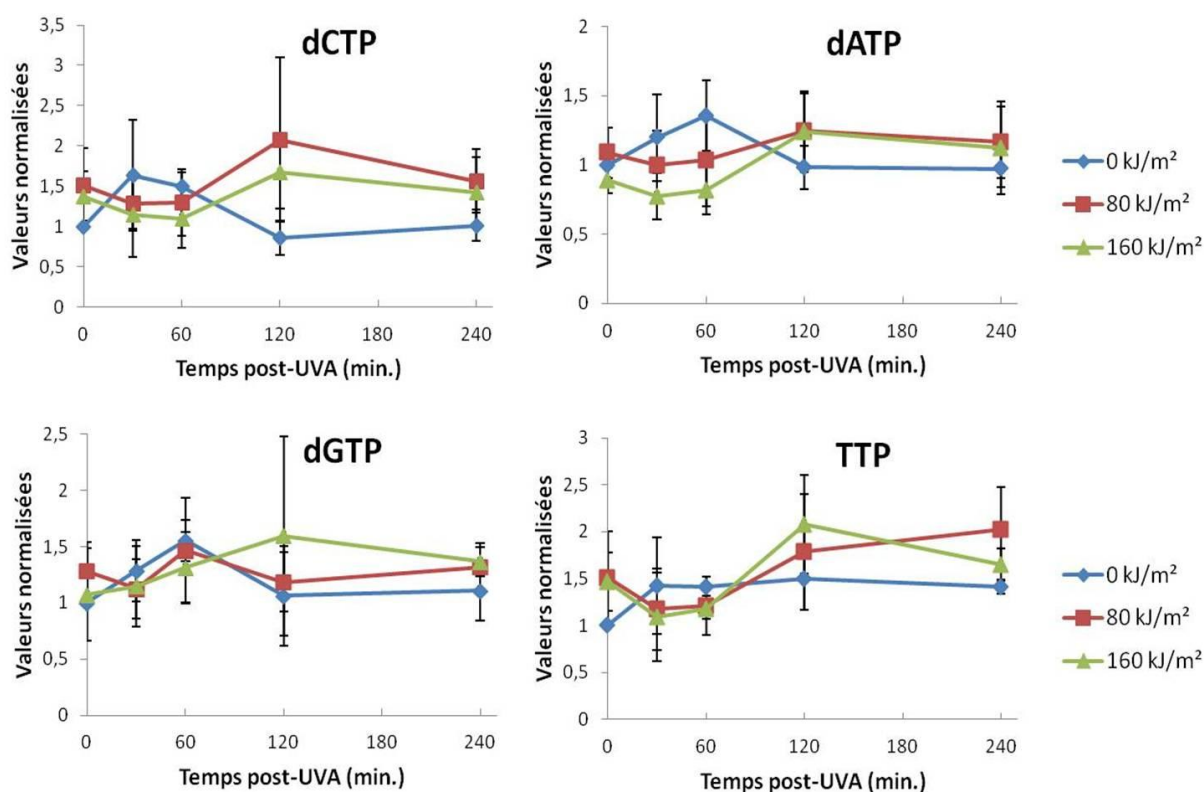 dCTP
Valeurs normalisées
3,5
3
2,5
2
1,5
1
0,5
0
0 60 120 180 240
Temps post-UVA (min.)
dATP
Valeurs normalisées
2
1,5
1
0,5
0
0 60 120 180 240
Temps post-UVA (min.)
0 kJ/m²
80 kJ/m²
160 kJ/m²
dGTP
Valeurs normalisées
2,5
2
1,5
1
0,5
0
0 60 120 180 240
Temps post-UVA (min.)
TTP
Valeurs normalisées
3
2,5
2
1,5
1
0,5
0
0 60 120 180 240
Temps post-UVA (min.)
0 kJ/m²
80 kJ/m²
160 kJ/m²